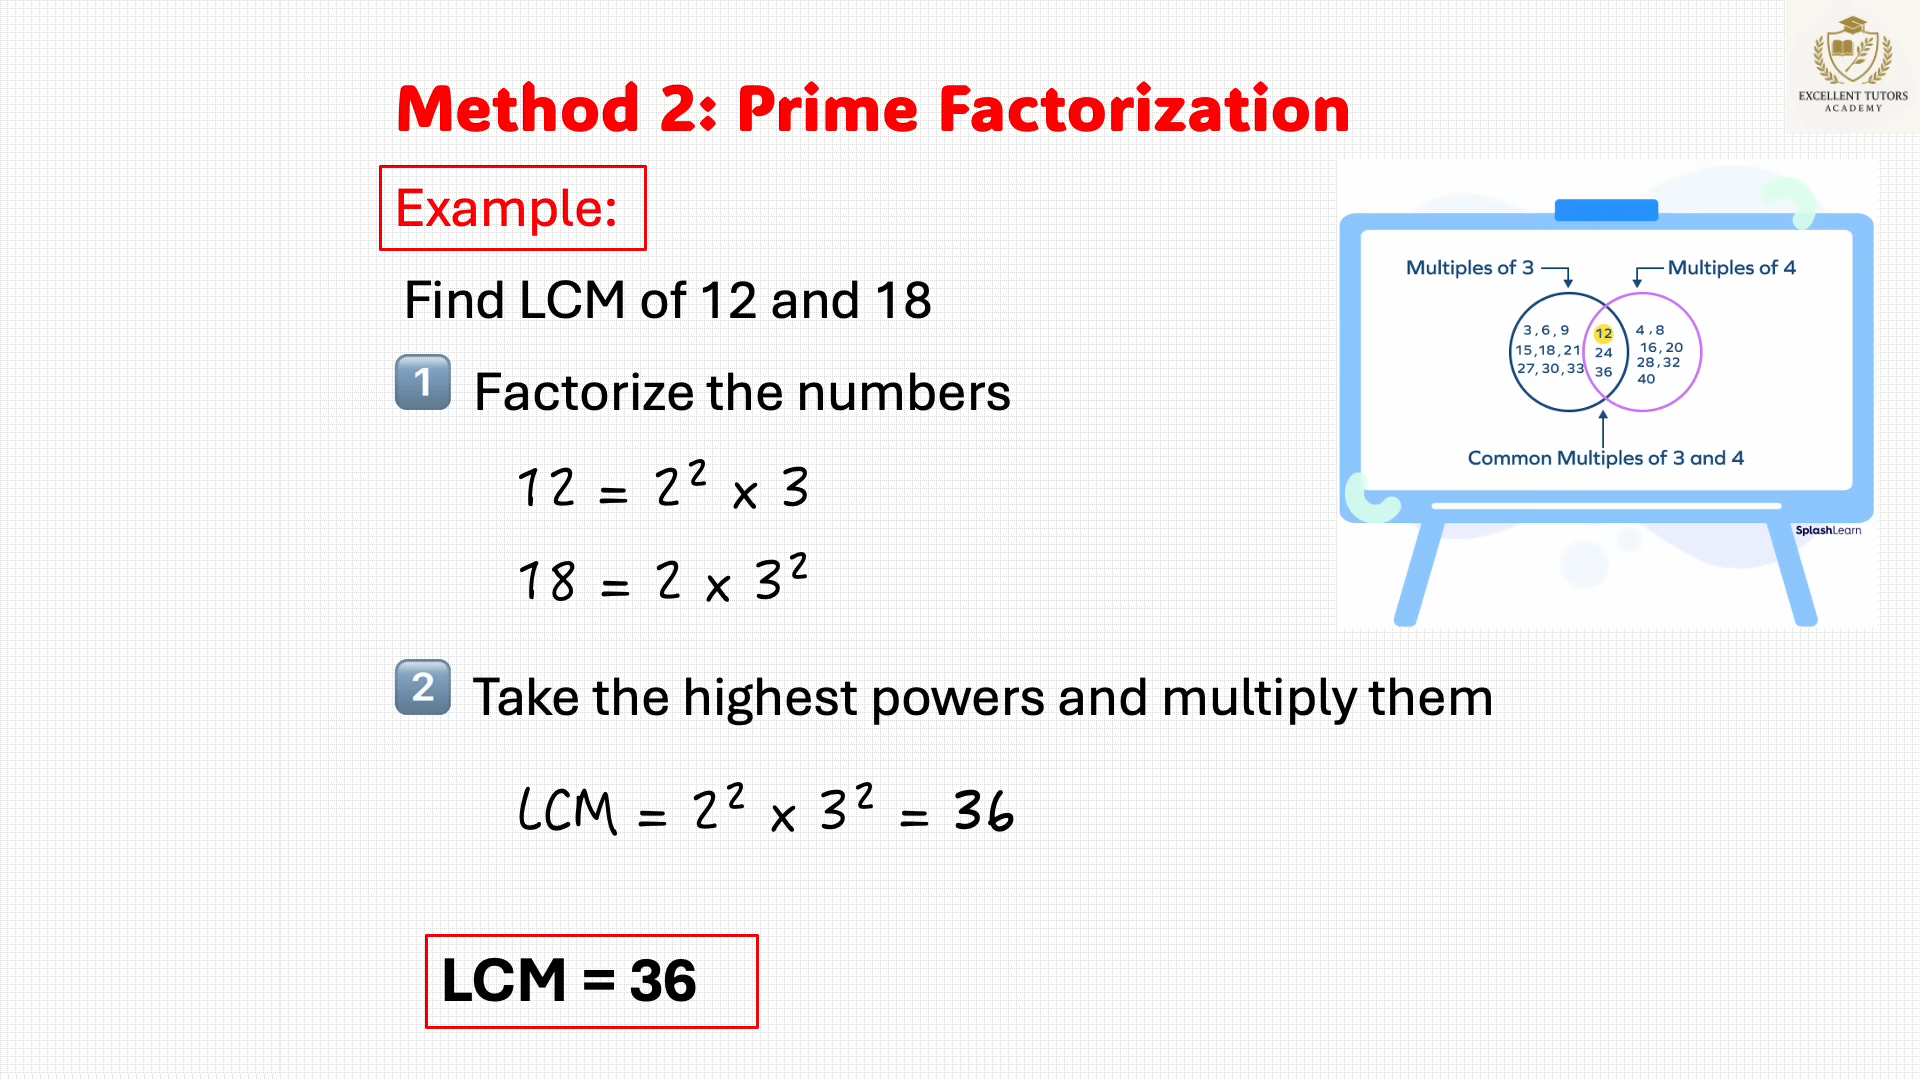 EXCELLENT TUTORS
ACADEMY
Method 2: Prime Factorization
Example:
Find LCM of 12 and 18
1 Factorize the numbers
12 = 2² x 3
18 = 2 x 3²
2 Take the highest powers and multiply them
LCM = 2² x 3² = 36
LCM = 36
Multiples of 3
Multiples of 4
3,6,9
15,18,21
27,30,33
12
24
36
4,8
16,20
28,32
40
Common Multiples of 3 and 4
SplashLearn